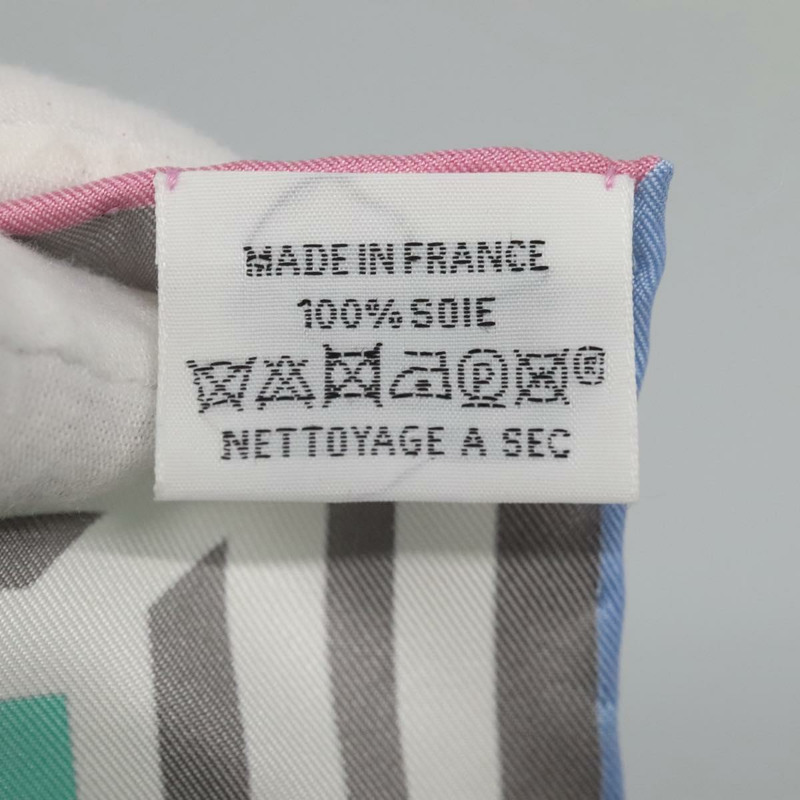 MADE IN FRANCE
100% SOIE
P ®
NETTOYAGE A SEC